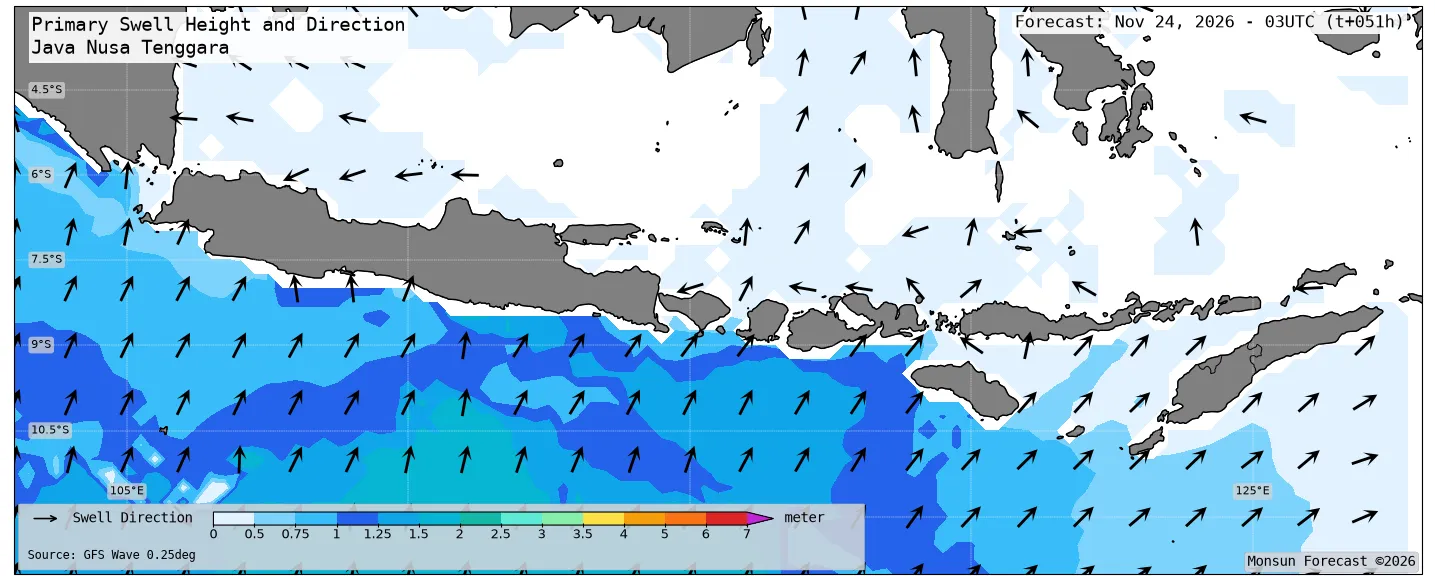 Primary Swell Height and Direction
Java Nusa Tenggara
Forecast: Nov 24, 2026 - 03UTC (t+051h)
4.5°S
6°S
7.5°S
9°S
10.5°S
105°E
125°E
Swell Direction
0 0.5 0.75 1 1.25 1.5 2 2.5 3 3.5 4 5 6 7
meter
Source: GFS Wave 0.25deg
Monsun Forecast ©2026